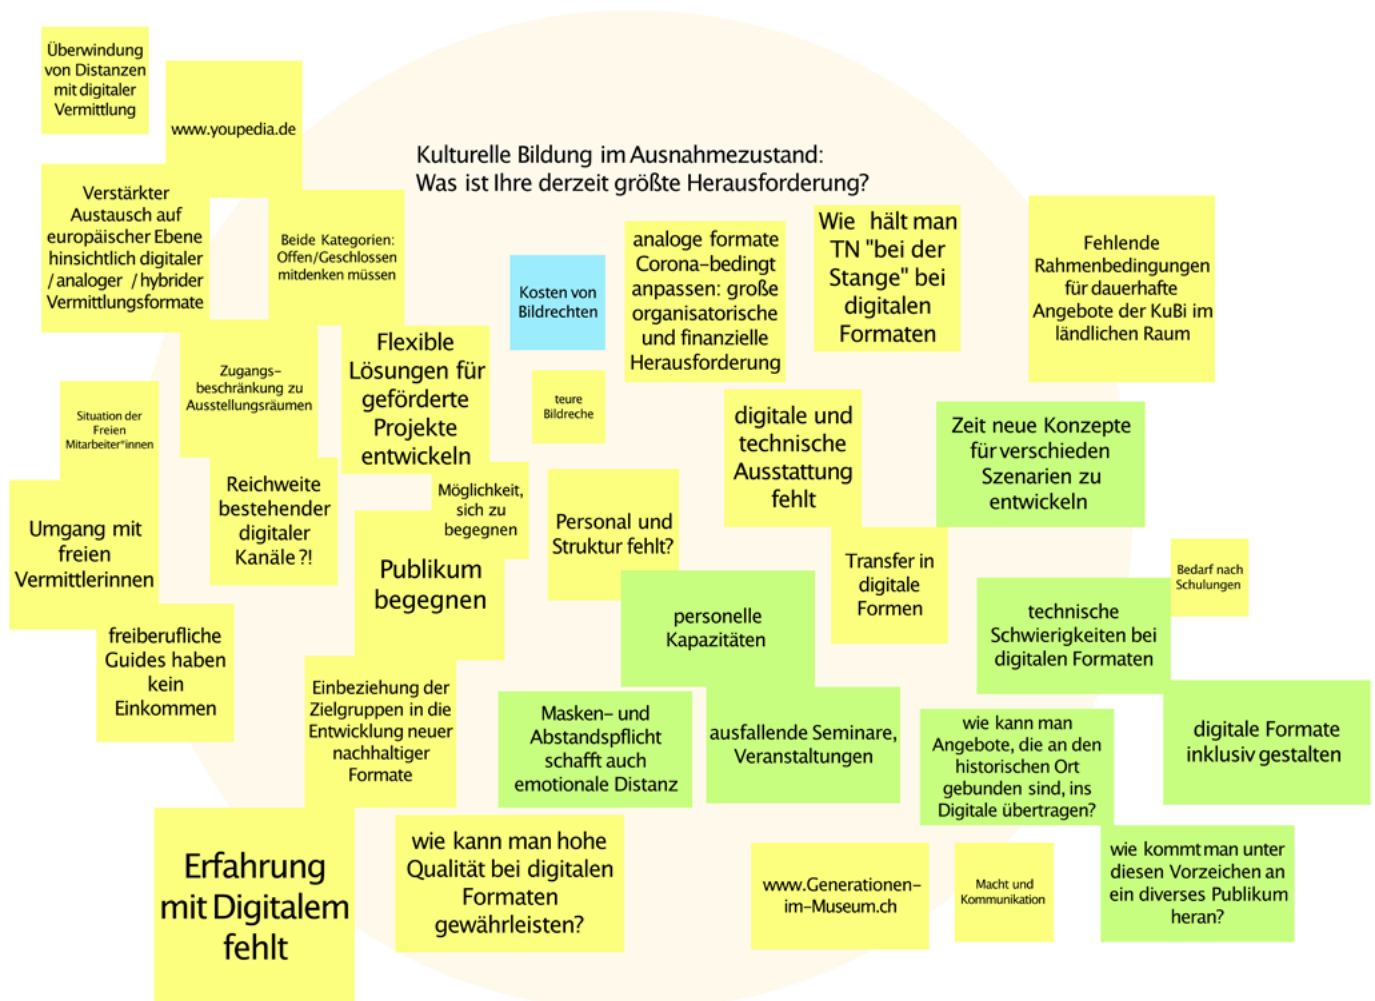 Überwindung
von Distanzen
mit digitaler
Vermittlung
www.youpedia.de
Kulturelle Bildung im Ausnahmezustand:
Was ist Ihre derzeit größte Herausforderung?
Verstärkter
Austausch auf
europäischer Ebene
hinsichtlich digitaler
/ analoger / hybrider
Vermittlungsformate
Beide Kategorien:
Offen/Geschlossen
mitdenken müssen
Kosten von
Bildrechten
analoge formate
Corona-bedingt
anpassen: große
organisatorische
und finanzielle
Herausforderung
Wie hält man
TN "bei der
Stange" bei
digitalen
Formaten
Fehlende
Rahmenbedingungen
für dauerhafte
Angebote der KuBi im
ländlichen Raum
Zugangs-
beschränkung zu
Ausstellungsräumen
Flexible
Lösungen für
geförderte
Projekte
entwickeln
teure
Bildreche
Situation der
Freien
Mitarbeiter*innen
digitale und
technische
Ausstattung
fehlt
Zeit neue Konzepte
für verschieden
Szenarien zu
entwickeln
Reichweite
bestehender
digitaler
Kanäle ?!
Möglichkeit,
sich zu
begegnen
Umgang mit
freien
Vermittlerinnen
Publikum
begegnen
Personal und
Struktur fehlt?
Transfer in
digitale
Formen
Bedarf nach
Schulungen
personelle
Kapazitäten
technische
Schwierigkeiten bei
digitalen Formaten
freiberufliche
Guides haben
kein
Einkommen
Einbeziehung der
Zielgruppen in die
Entwicklung neuer
nachhaltiger
Formate
Masken- und
Abstandspflicht
schafft auch
emotionale Distanz
ausfallende Seminare,
Veranstaltungen
wie kann man
Angebote, die an den
historischen Ort
gebunden sind, ins
Digitale übertragen?
digitale Formate
inklusiv gestalten
Erfahrung
mit Digitalem
fehlt
wie kann man hohe
Qualität bei digitalen
Formaten
gewährleisten?
www.Generationen-
im-Museum.ch
Macht und
Kommunikation
wie kommt man unter
diesen Vorzeichen an
ein diverses Publikum
heran?